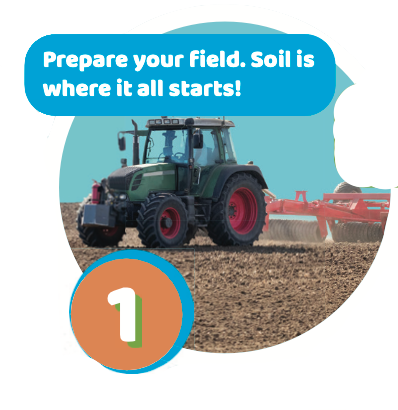 Prepare your field. Soil is
where it all starts!
1